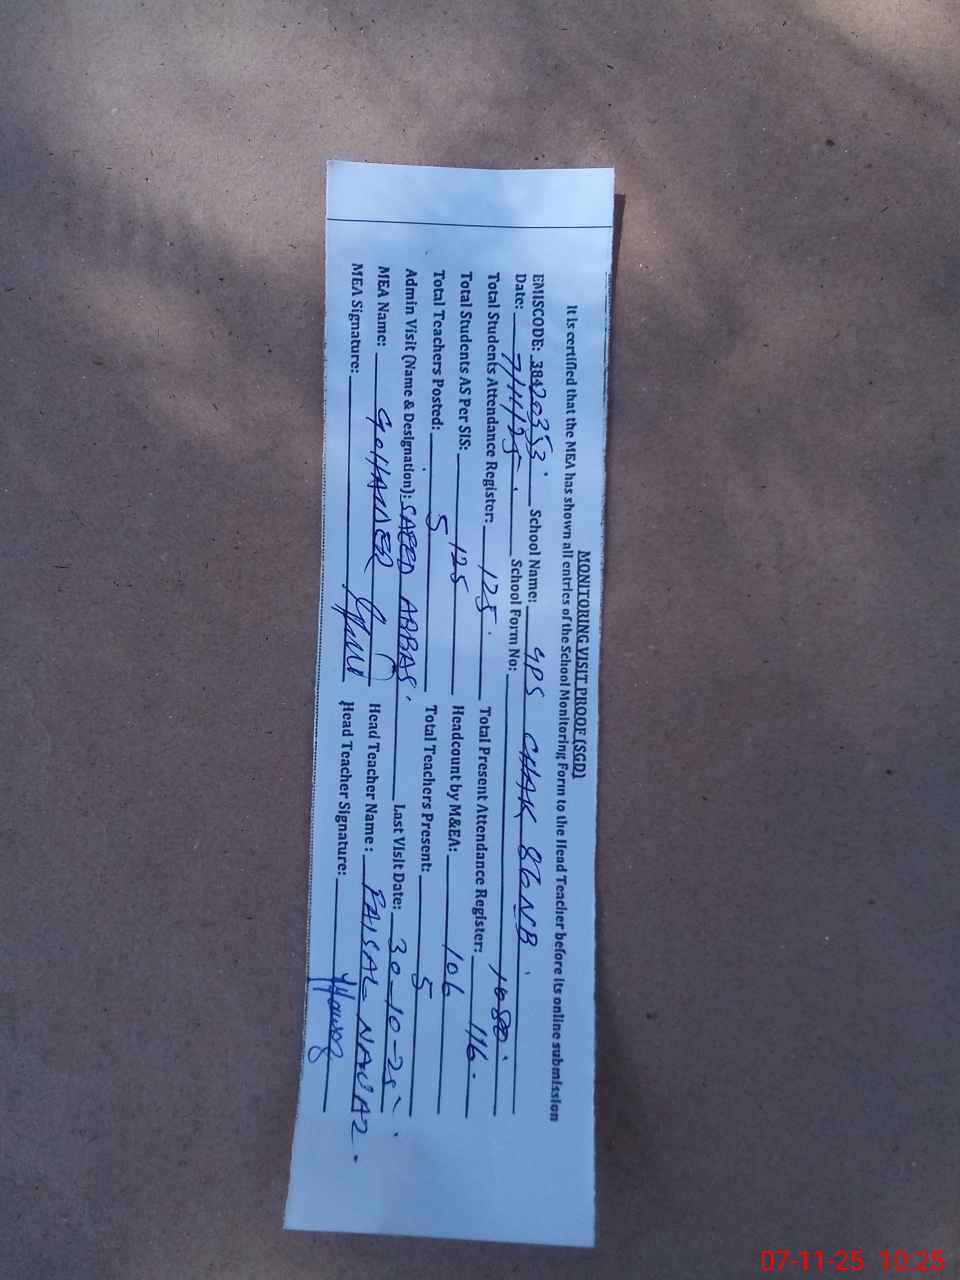 MONITORING VISIT PROOF (SGD)
It is certified that the MEA has shown all entries of the School Monitoring Form to the Head Teacher before its online submission
EMISCODE: 38420353 School Name: GPS CHAK 86NB
Date: 7/11/25 School Form No:
Total Students Attendance Register: 125 Total Present Attendance Register: 116
Total Students AS Per SIS: 125 Headcount by M&EA: 106
Total Teachers Posted: 5 Total Teachers Present: 5
Admin Visit (Name & Designation): SAEED ABBAS Last Visit Date: 30-10-25
MEA Name: Head Teacher Name: FAISAL NAWAZ
MEA Signature: Head Teacher Signature:
07-11-25 10:25